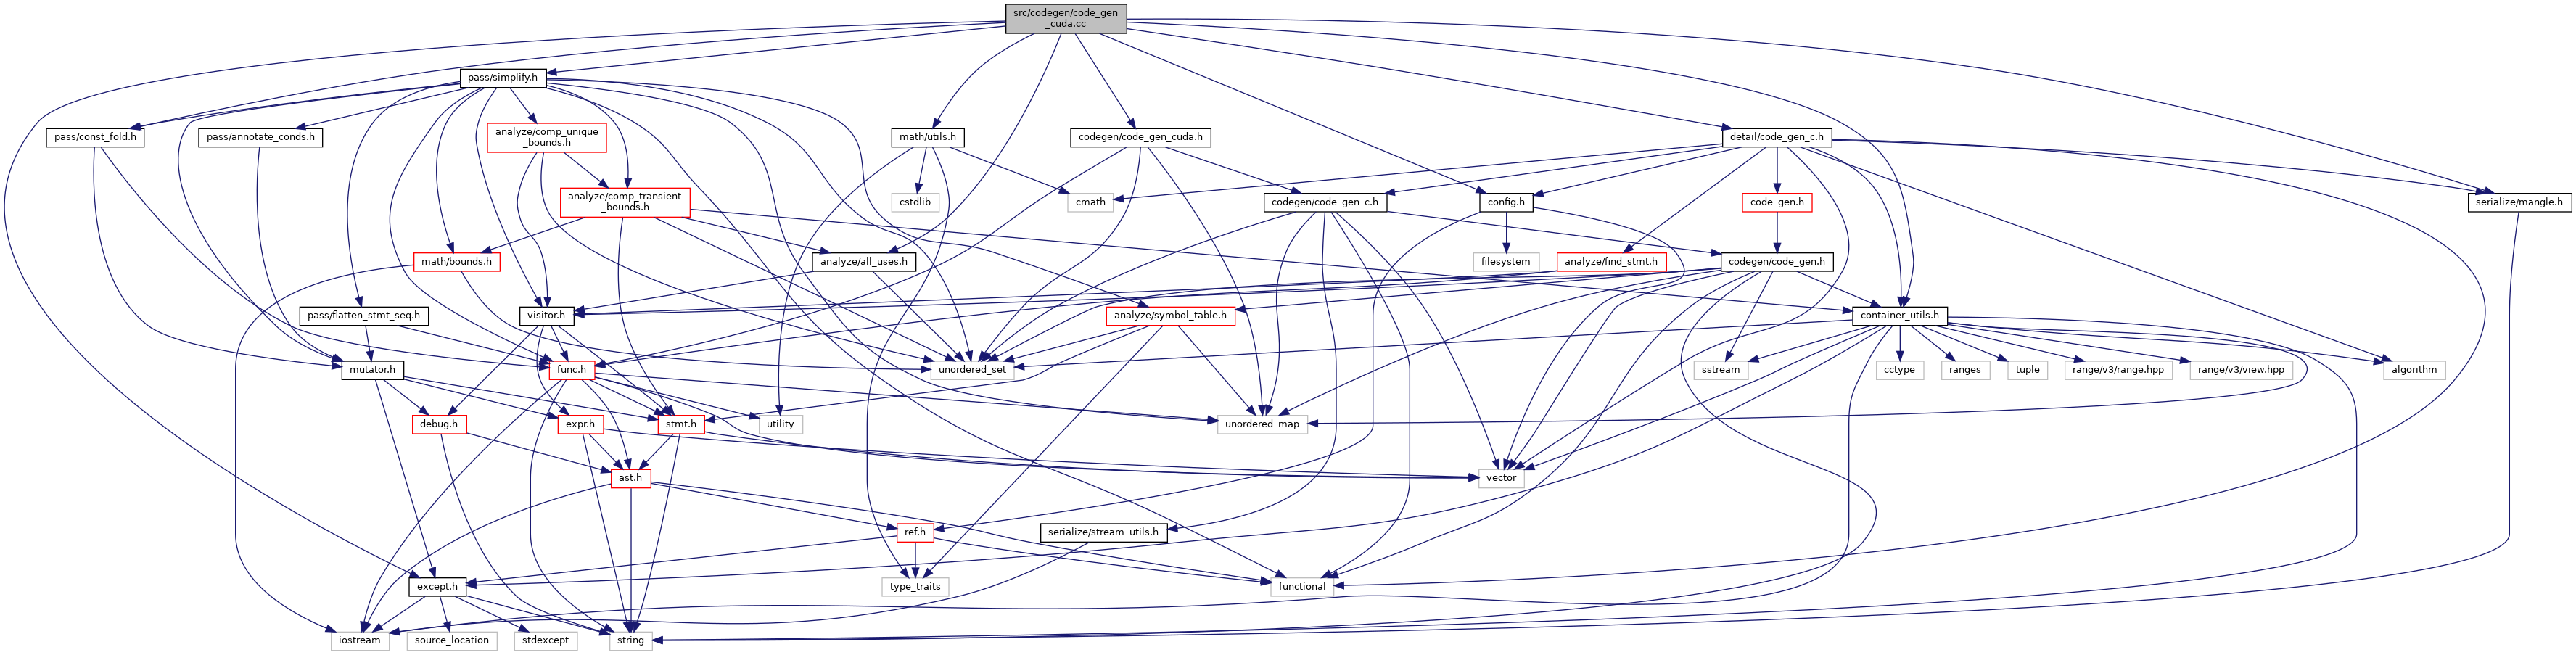 src/codegen/code_gen
_cuda.cc
pass/simplify.h
pass/const_fold.h
pass/annotate_conds.h
analyze/comp_unique
_bounds.h
math/utils.h
codegen/code_gen_cuda.h
detail/code_gen_c.h
analyze/comp_transient
_bounds.h
cstdlib
cmath
codegen/code_gen_c.h
config.h
code_gen.h
serialize/mangle.h
math/bounds.h
analyze/all_uses.h
filesystem
analyze/find_stmt.h
codegen/code_gen.h
pass/flatten_stmt_seq.h
visitor.h
analyze/symbol_table.h
container_utils.h
mutator.h
func.h
unordered_set
sstream
cctype
ranges
tuple
range/v3/range.hpp
range/v3/view.hpp
algorithm
debug.h
expr.h
stmt.h
utility
unordered_map
ast.h
vector
ref.h
serialize/stream_utils.h
except.h
type_traits
functional
iostream
source_location
stdexcept
string